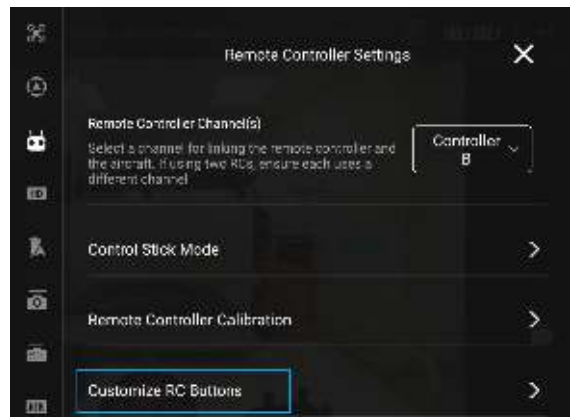 Remote Controller Settings
Remote Controller Channel(s)
Select a channel for linking the remote controller and
the aircraft. If using two RCs, ensure each uses a
different channel
Controller
B
Control Stick Mode
Remote Controller Calibration
Customize RC Buttons
HD